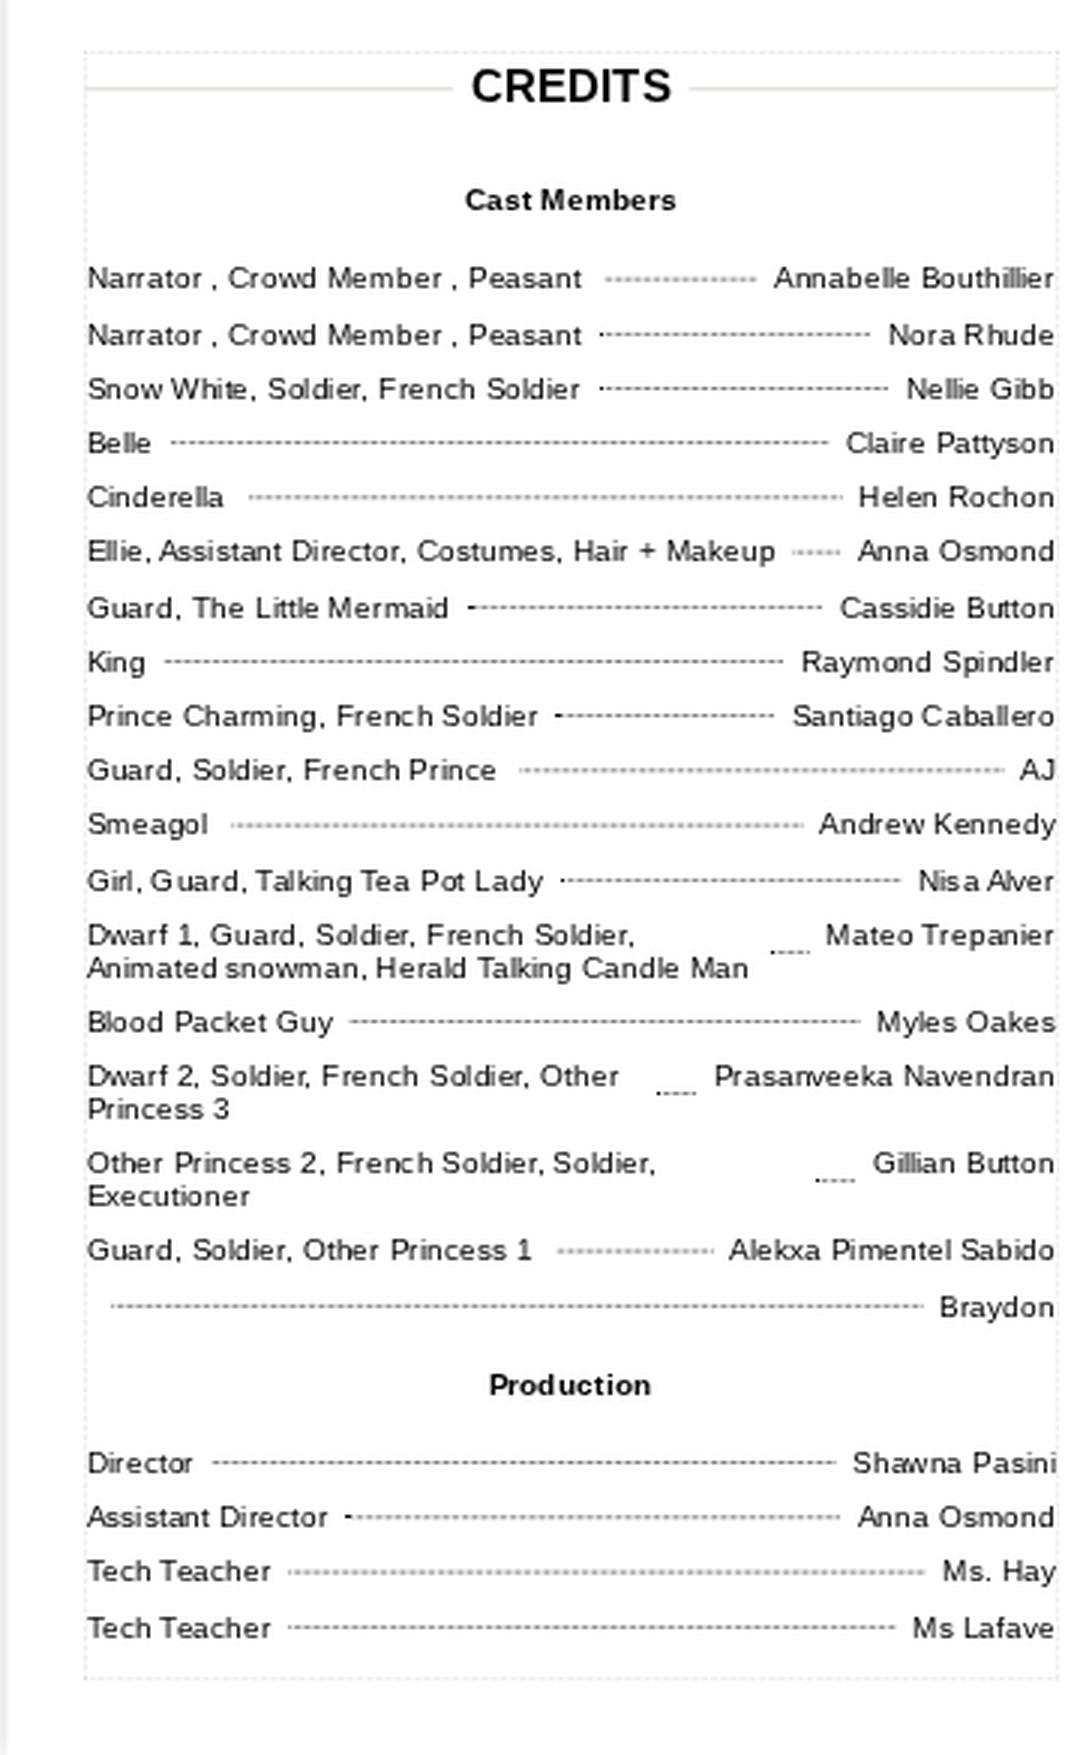 CREDITS
Cast Members
Narrator , Crowd Member , Peasant Annabelle Bouthillier
Narrator , Crowd Member , Peasant Nora Rhude
Snow White, Soldier, French Soldier Nellie Gibb
Belle Claire Pattyson
Cinderella Helen Rochon
Ellie, Assistant Director, Costumes, Hair + Makeup Anna Osmond
Guard, The Little Mermaid Cassidie Button
King Raymond Spindler
Prince Charming, French Soldier Santiago Caballero
Guard, Soldier, French Prince AJ
Smeagol Andrew Kennedy
Girl, Guard, Talking Tea Pot Lady Nisa Alver
Dwarf 1, Guard, Soldier, French Soldier, Mateo Trepanier
Animated snowman, Herald Talking Candle Man
Blood Packet Guy Myles Oakes
Dwarf 2, Soldier, French Soldier, Other Prasanveeka Navendran
Princess 3
Other Princess 2, French Soldier, Soldier, Gillian Button
Executioner
Guard, Soldier, Other Princess 1 Alekxa Pimentel Sabido
Braydon
Production
Director Shawna Pasini
Assistant Director Anna Osmond
Tech Teacher Ms. Hay
Tech Teacher Ms Lafave